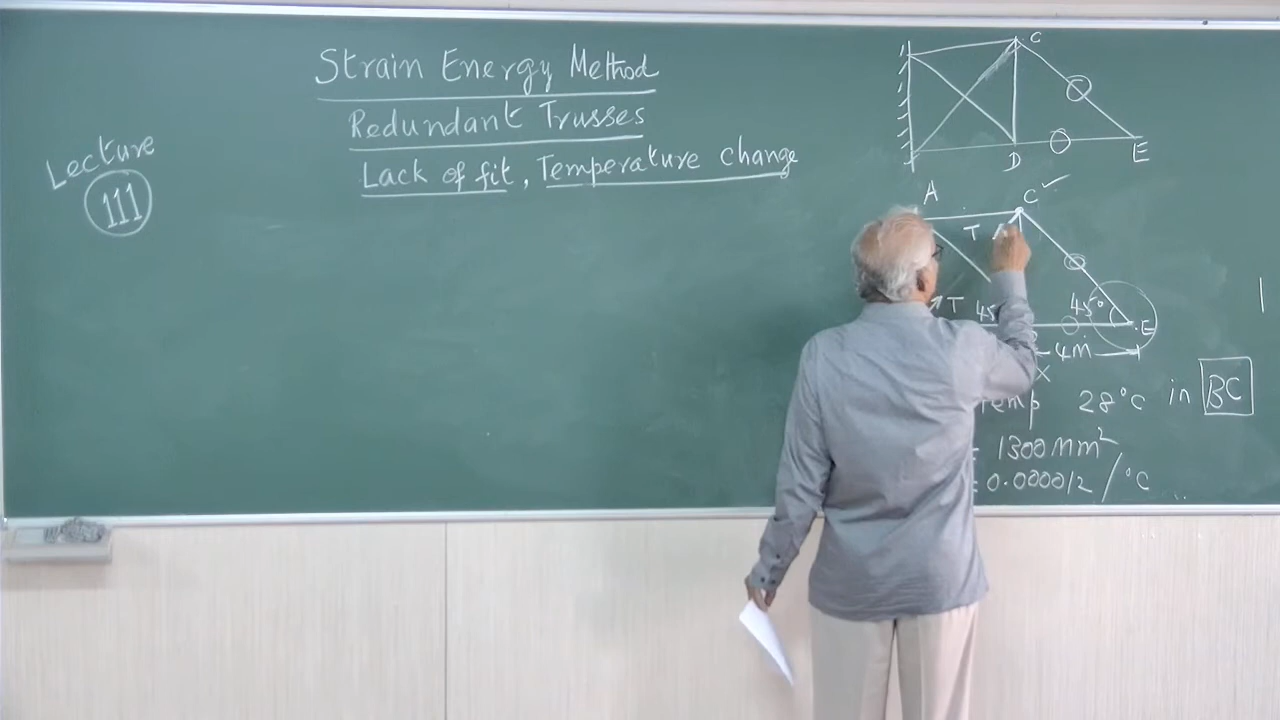 Strain Energy Method
Redundant Trusses
Lack of fit, Temperature change
Lecture
111
C
D
E
A
C ✓
T
T
45
45°
E
4m
X
Temp 28°C in BC
= 1300 mm²
= 0.000012 /°C